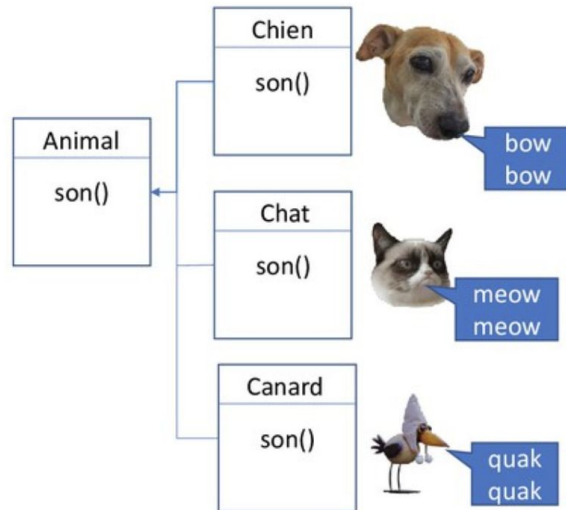 Animal
son()
Chien
son()
bow
bow
Chat
son()
meow
meow
Canard
son()
quak
quak